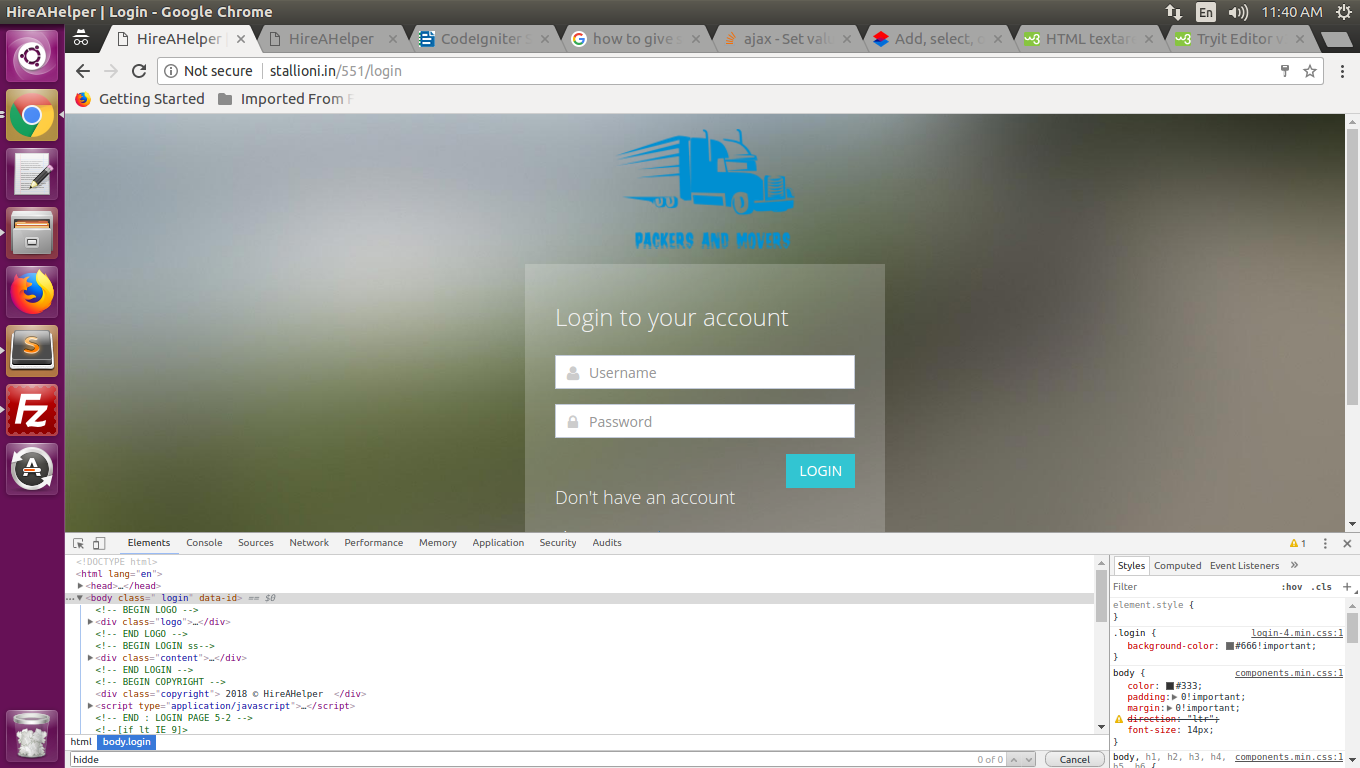 HireAHelper | Login - Google Chrome
En 11:40 AM
HireAHelper |
HireAHelper
CodeIgniter S
how to give s
ajax - Set valu
Add, select, o
HTML textar
Tryit Editor v
Not secure stallioni.in/551/login
Getting Started Imported From F
PACKERS AND MOVERS
Login to your account
Username
Password
LOGIN
Don't have an account
Elements Console Sources Network Performance Memory Application Security Audits 1
<!DOCTYPE html>
<html lang="en">
<head>…</head>
<body class=" login" data-id> == $0
<!-- BEGIN LOGO -->
<div class="logo">…</div>
<!-- END LOGO -->
<!-- BEGIN LOGIN ss-->
<div class="content">…</div>
<!-- END LOGIN -->
<!-- BEGIN COPYRIGHT -->
<div class="copyright"> 2018 © HireAHelper </div>
<script type="application/javascript">…</script>
<!-- END : LOGIN PAGE 5-2 -->
<!--[if lt IE 9]>
html body.login
hidde 0 of 0 Cancel
Styles Computed Event Listeners »
Filter :hov .cls +
element.style {
}
.login { login-4.min.css:1
background-color: #666!important;
}
body { components.min.css:1
color: #333;
padding: 0!important;
margin: 0!important;
direction: "ltr";
font-size: 14px;
}
body, h1, h2, h3, h4, components.min.css:1
h5, h6 {